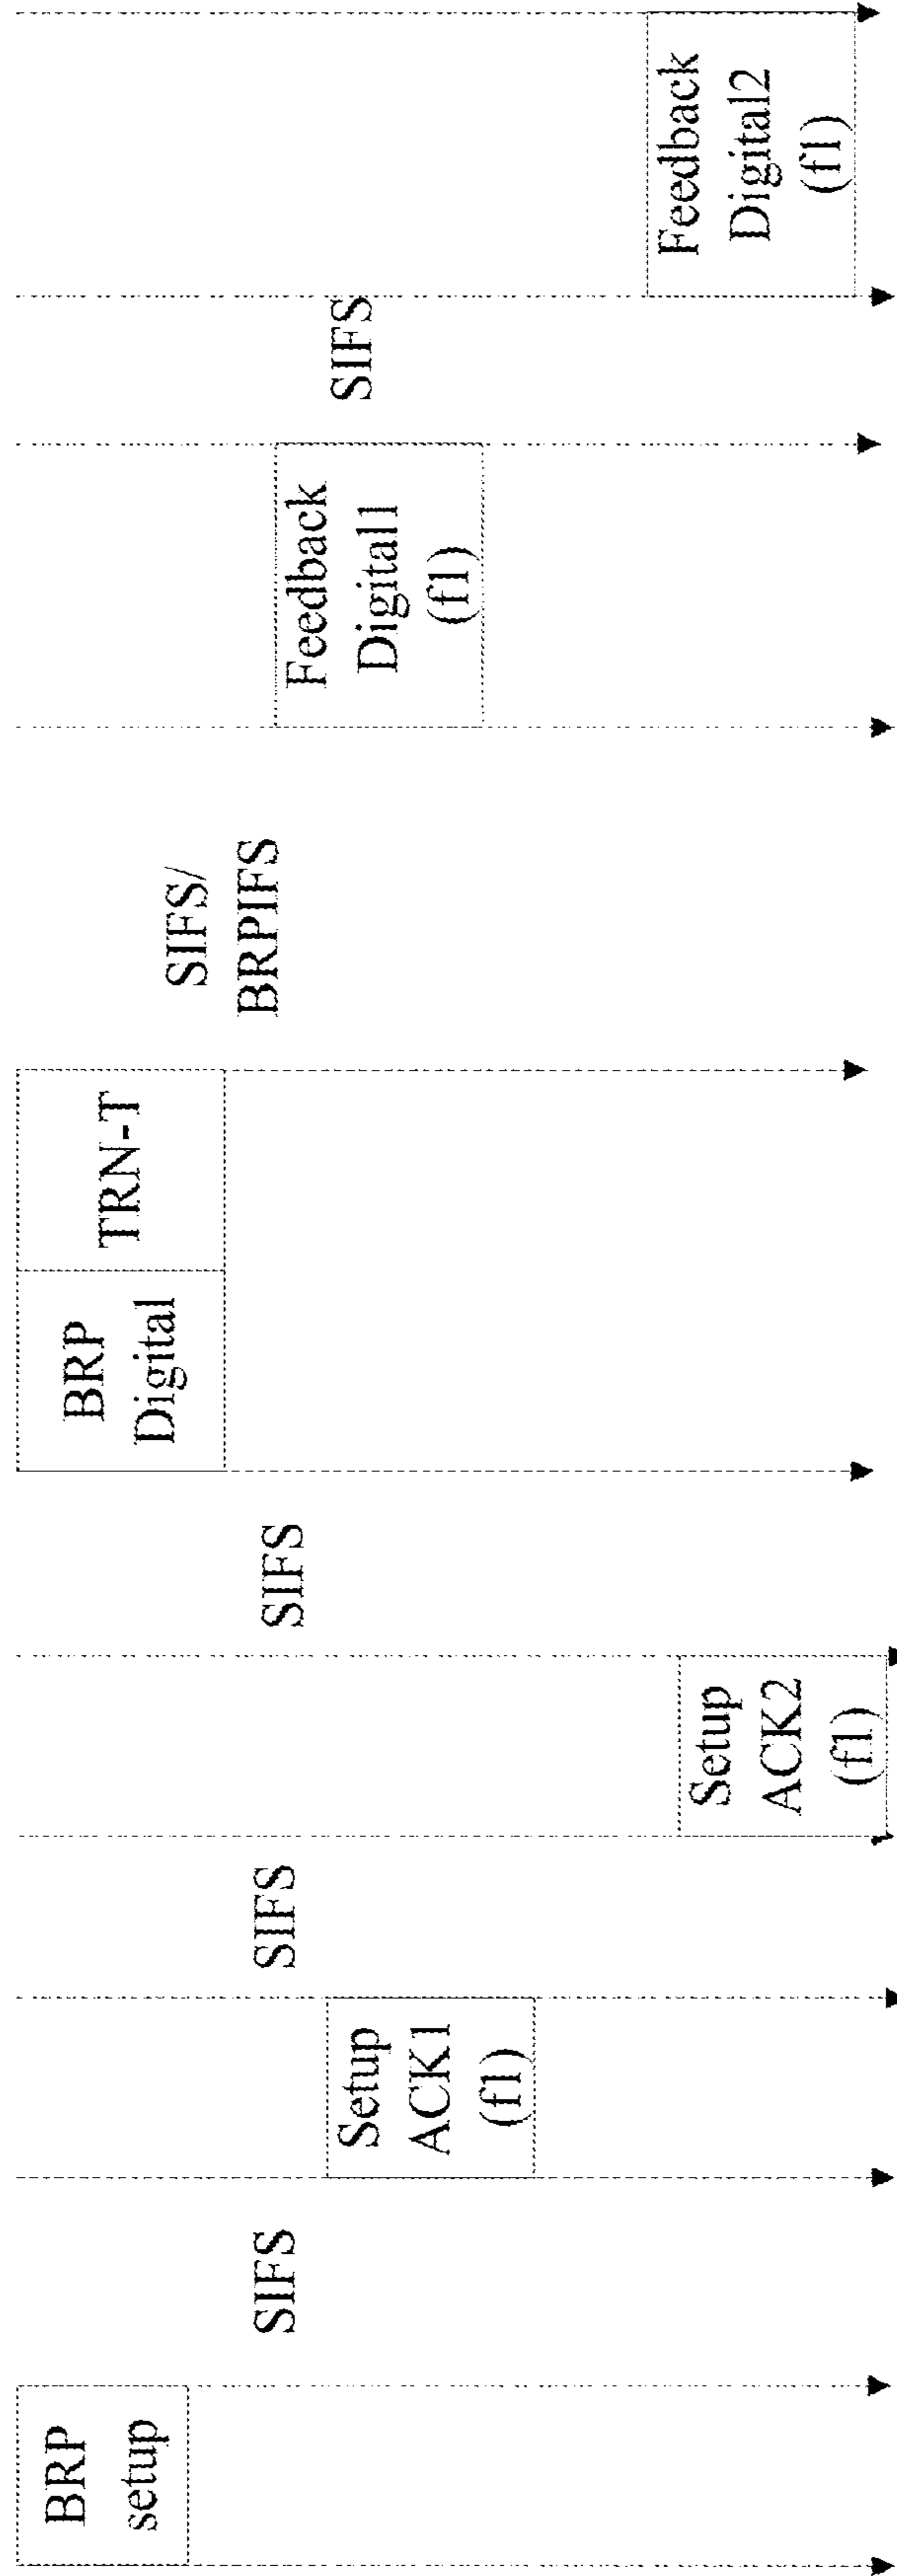 BRP
setup
SIFS
Setup
ACK1
(f1)
SIFS
Setup
ACK2
(f1)
SIFS
BRP
Digital
TRN-T
SIFS/
BRPIFS
Feedback
Digital1
(f1)
SIFS
Feedback
Digital2
(f1)